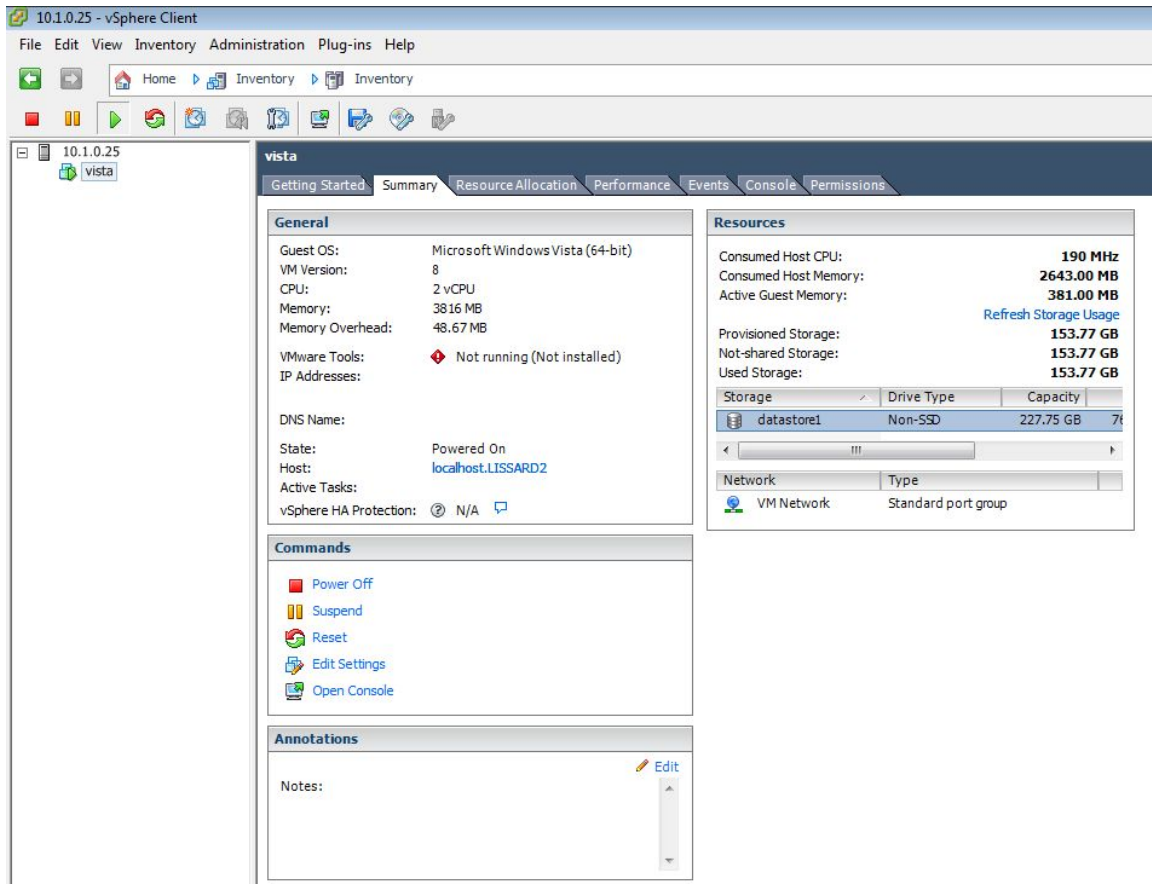 10.1.0.25 - vSphere Client
File Edit View Inventory Administration Plug-ins Help
Home Inventory Inventory
10.1.0.25
vista
vista
Getting Started Summary Resource Allocation Performance Events Console Permissions
General
Guest OS: Microsoft Windows Vista (64-bit)
VM Version: 8
CPU: 2 vCPU
Memory: 3816 MB
Memory Overhead: 48.67 MB
VMware Tools: Not running (Not installed)
IP Addresses:
DNS Name:
State: Powered On
Host: localhost.LISSARD2
Active Tasks:
vSphere HA Protection: N/A
Resources
Consumed Host CPU: 190 MHz
Consumed Host Memory: 2643.00 MB
Active Guest Memory: 381.00 MB
Refresh Storage Usage
Provisioned Storage: 153.77 GB
Not-shared Storage: 153.77 GB
Used Storage: 153.77 GB
Storage Drive Type Capacity
datastore1 Non-SSD 227.75 GB
Network Type
VM Network Standard port group
Commands
Power Off
Suspend
Reset
Edit Settings
Open Console
Annotations
Edit
Notes: